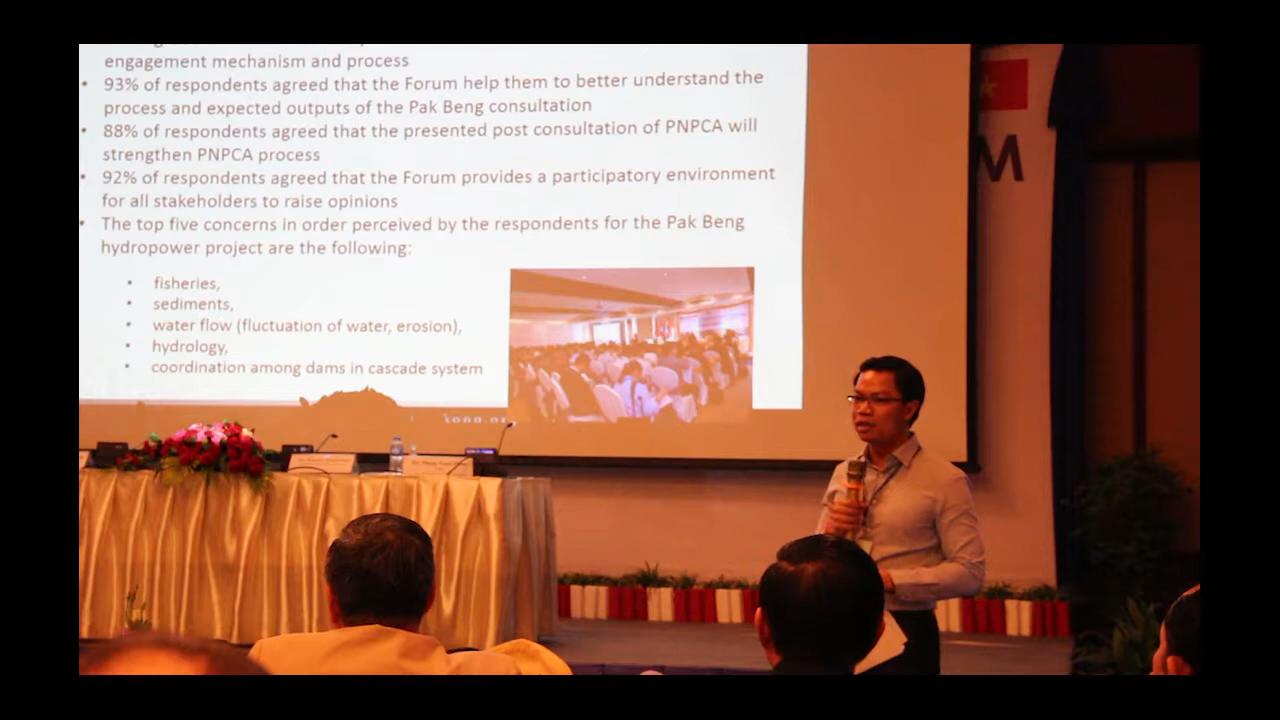 engagement mechanism and process
• 93% of respondents agreed that the Forum help them to better understand the
process and expected outputs of the Pak Beng consultation
• 88% of respondents agreed that the presented post consultation of PNPCA will
strengthen PNPCA process
• 92% of respondents agreed that the Forum provides a participatory environment
for all stakeholders to raise opinions
• The top five concerns in order perceived by the respondents for the Pak Beng
hydropower project are the following:
• fisheries,
• sediments,
• water flow (fluctuation of water, erosion),
• hydrology,
• coordination among dams in cascade system
M